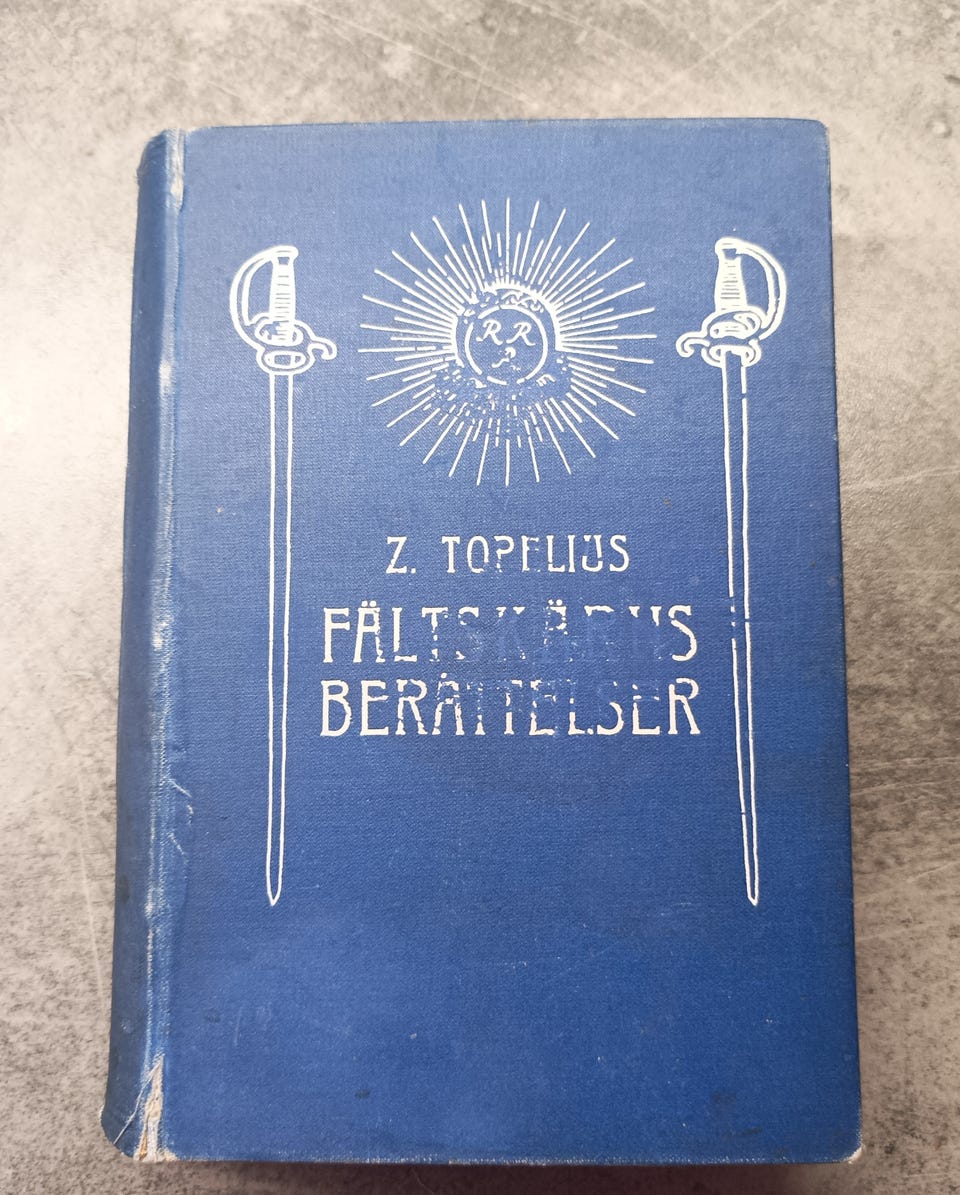 R R
Z. TOPELIUS
FÄLTSKÄRNS
BERÄTTELSER